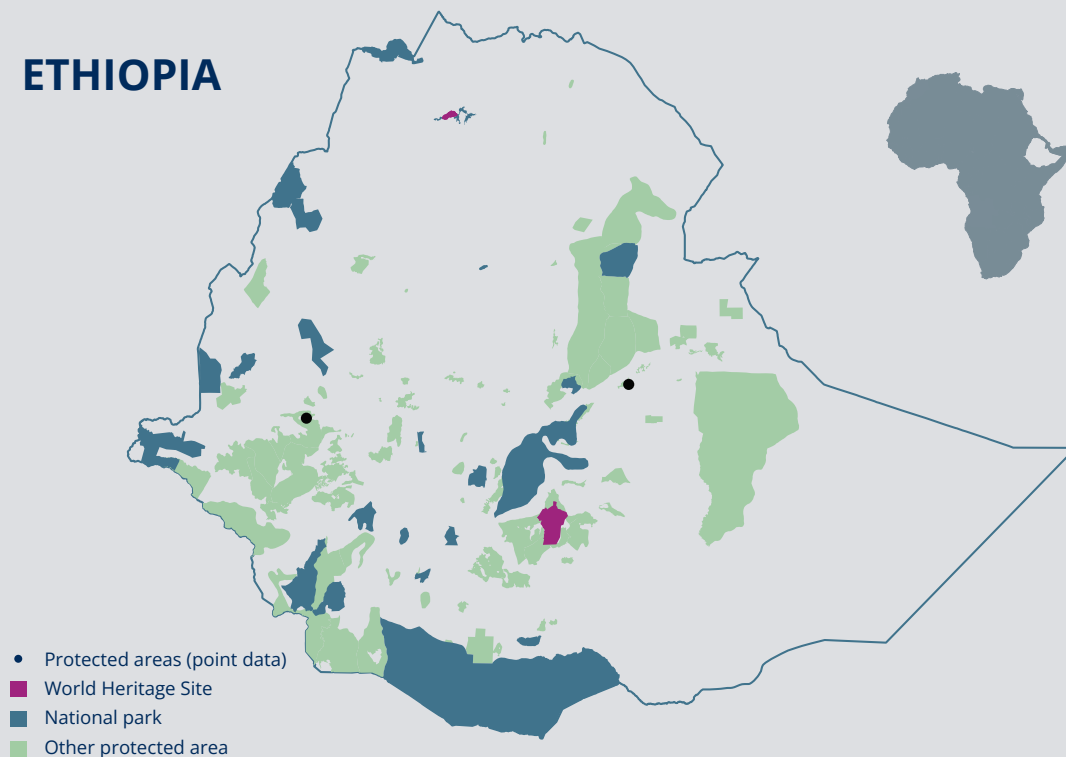 ETHIOPIA
Protected areas (point data)
World Heritage Site
National park
Other protected area